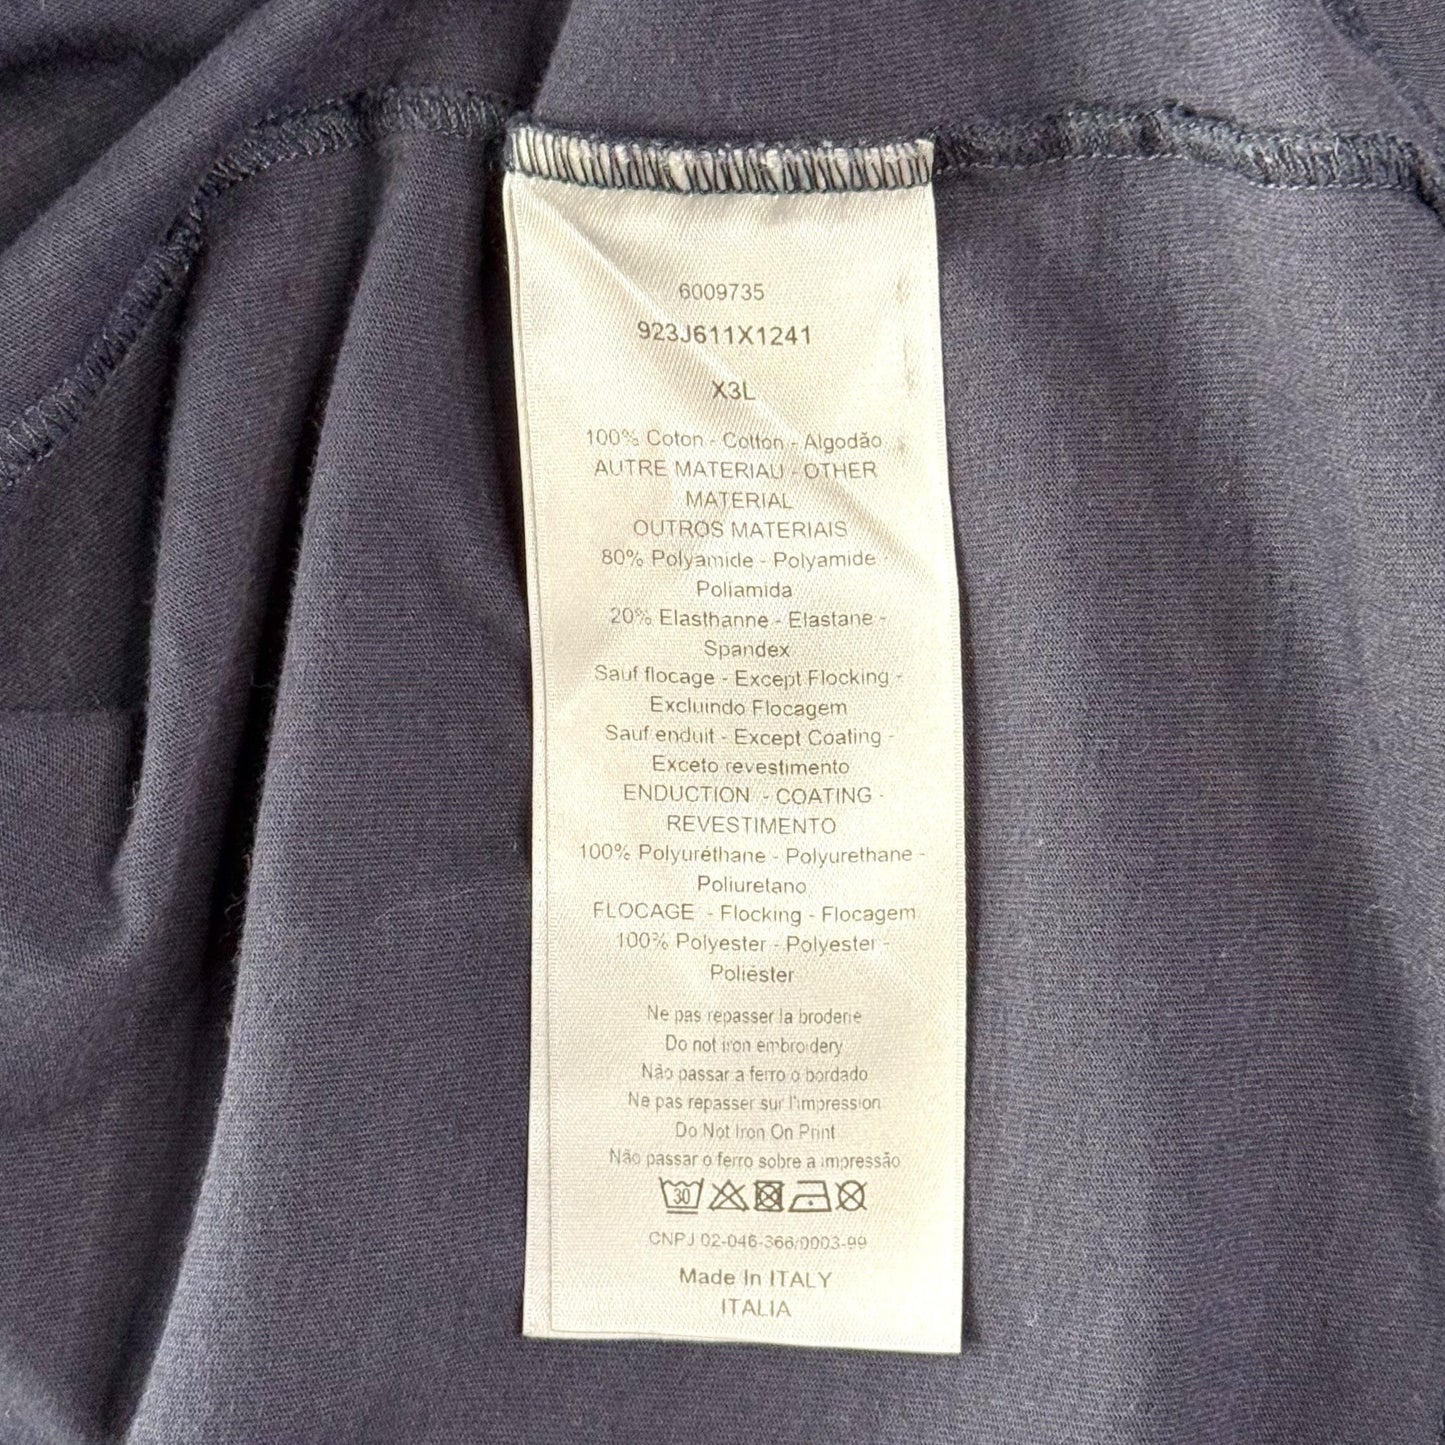 6009735
923J611X1241
X3L
100% Coton - Cotton - Algodão
AUTRE MATERIAU - OTHER
MATERIAL
OUTROS MATERIAIS
80% Polyamide - Polyamide -
Poliamida
20% Elasthanne - Elastane -
Spandex
Sauf flocage - Except Flocking -
Excluindo Flocagem
Sauf enduit - Except Coating -
Exceto revestimento
ENDUCTION - COATING -
REVESTIMENTO
100% Polyuréthane - Polyurethane -
Poliuretano
FLOCAGE - Flocking - Flocagem
100% Polyester - Polyester -
Poliéster
Ne pas repasser la broderie
Do not iron embroidery
Não passar a ferro o bordado
Ne pas repasser sur l'impression
Do Not Iron On Print
Não passar o ferro sobre a impressão
30
CNPJ 02-046-366/0003-99
Made In ITALY
ITALIA